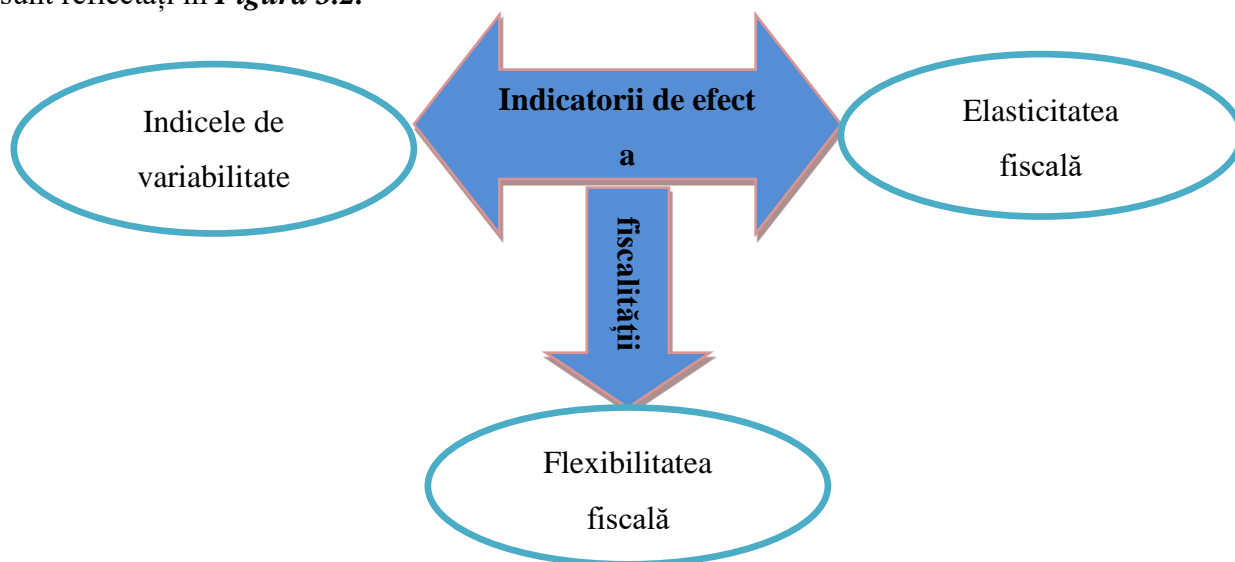 sunt reflectați în Figura 3.2:
Indicatorii de efect
a
fiscalității
Indicele de
variabilitate
Elasticitatea
fiscală
Flexibilitatea
fiscală